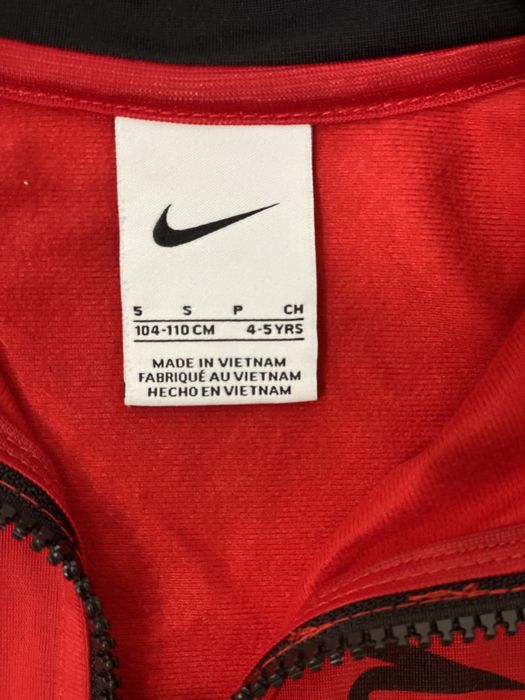 5 S P CH
104-110 CM 4-5 YRS
MADE IN VIETNAM
FABRIQUÉ AU VIETNAM
HECHO EN VIETNAM